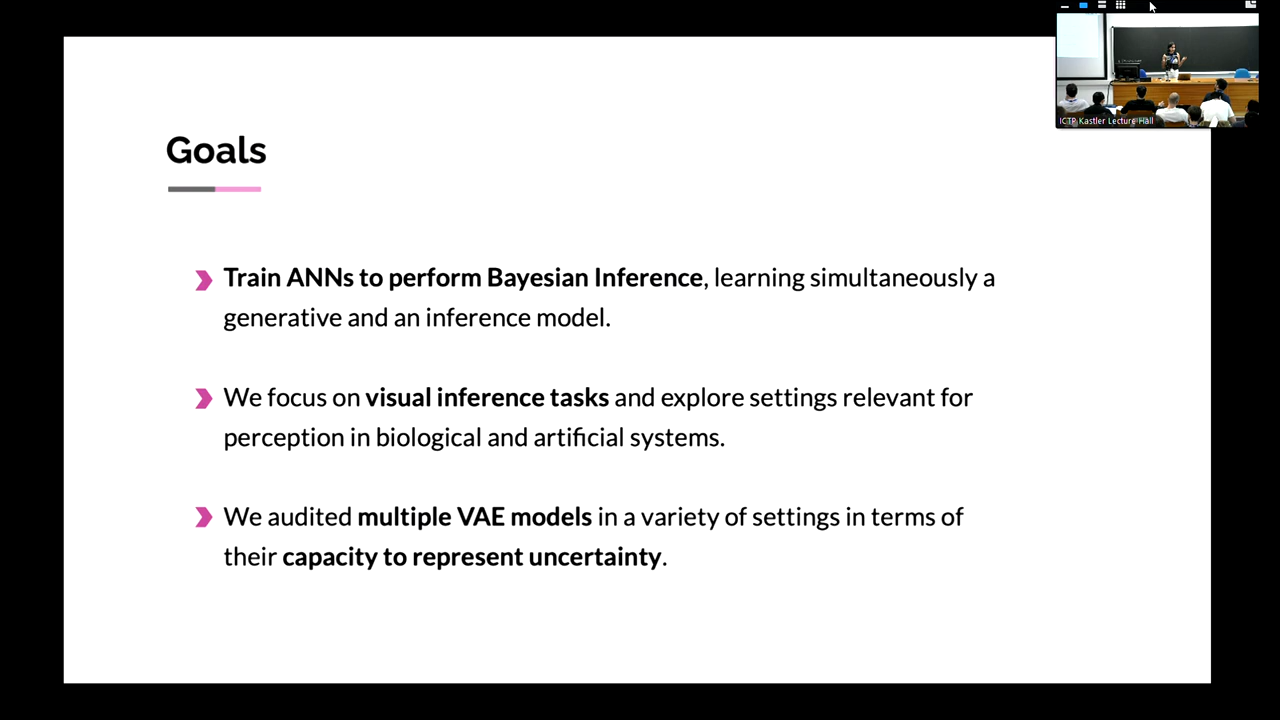 ICTP Kastler Lecture Hall
Goals
Train ANNs to perform Bayesian Inference, learning simultaneously a
generative and an inference model.
We focus on visual inference tasks and explore settings relevant for
perception in biological and artificial systems.
We audited multiple VAE models in a variety of settings in terms of
their capacity to represent uncertainty.